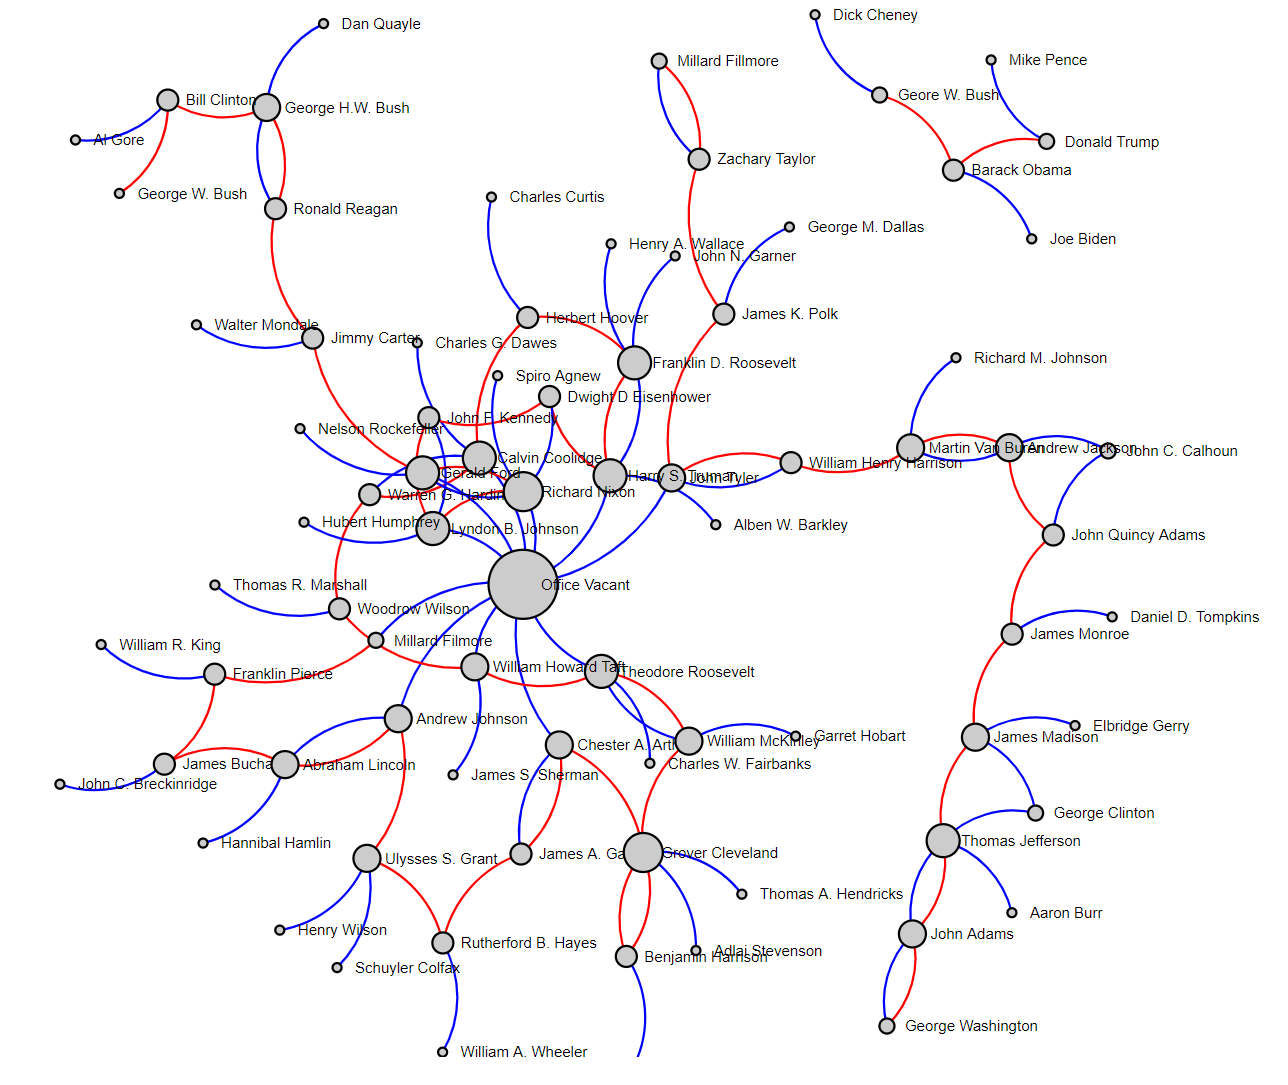 Dick Cheney
Dan Quayle
Mike Pence
Millard Fillmore
Geore W. Bush
Bill Clinton
George H.W. Bush
Al Gore
Donald Trump
Zachary Taylor
Barack Obama
George W. Bush
Charles Curtis
Ronald Reagan
George M. Dallas
Joe Biden
Henry A. Wallace
John N. Garner
James K. Polk
Herbert Hoover
Walter Mondale
Jimmy Carter
Charles G. Dawes
Richard M. Johnson
Franklin D. Roosevelt
Spiro Agnew
Dwight D Eisenhower
John F. Kennedy
Nelson Rockefeller
Martin Van Buren
Andrew Jackson
John C. Calhoun
Calvin Coolidge
William Henry Harrison
Gerald Ford
Harry S. Truman
John Tyler
Richard Nixon
Warren G. Harding
Hubert Humphrey
Alben W. Barkley
Lyndon B. Johnson
John Quincy Adams
Thomas R. Marshall
Office Vacant
Woodrow Wilson
Daniel D. Tompkins
James Monroe
Millard Filmore
William R. King
William Howard Taft
Theodore Roosevelt
Franklin Pierce
Andrew Johnson
Elbridge Gerry
Garret Hobart
James Madison
William McKinley
Chester A. Arth
James Bucha
Abraham Lincoln
Charles W. Fairbanks
James S. Sherman
John C. Breckinridge
George Clinton
Thomas Jefferson
Hannibal Hamlin
James A. Ga
Grover Cleveland
Ulysses S. Grant
Thomas A. Hendricks
Aaron Burr
Henry Wilson
John Adams
Rutherford B. Hayes
Adlai Stevenson
Benjamin Harrison
Schuyler Colfax
George Washington
William A. Wheeler